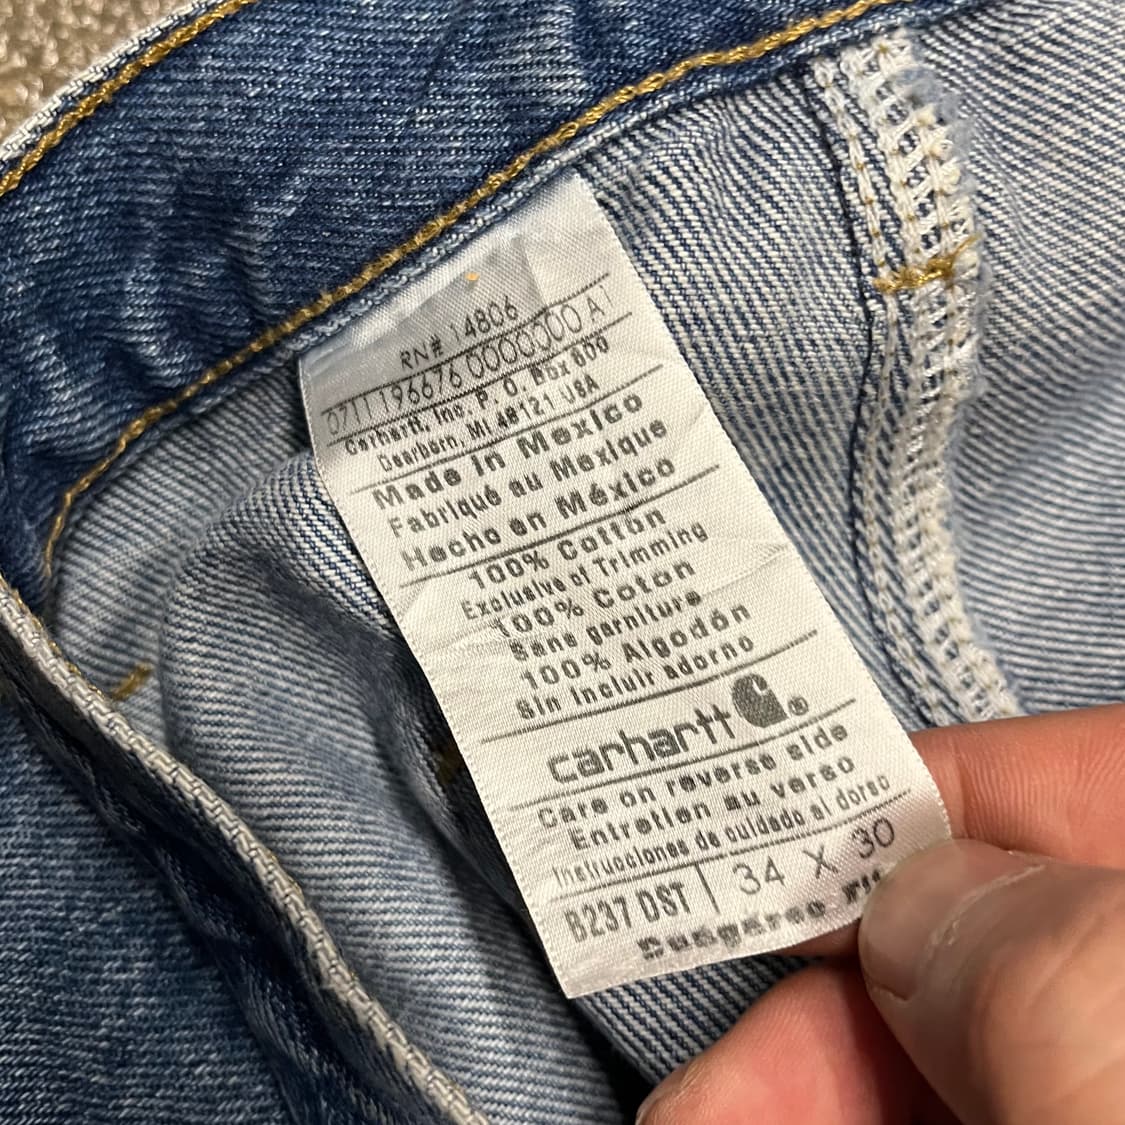 RN# 14806
0711196676 0000000 A1
Carhartt, Inc. P. O. Box 600
Dearborn, MI 48121 USA
Made in Mexico
Fabriqué au Mexique
Hecho en México
100% Cotton
Exclusive of Trimming
100% Coton
Sans garniture
100% Algodón
Sin incluir adorno
carhartt ®
Care on reverse side
Entretien au verso
Instrucciones de cuidado al dorso
B237 DST | 34 X 30
Dungaree